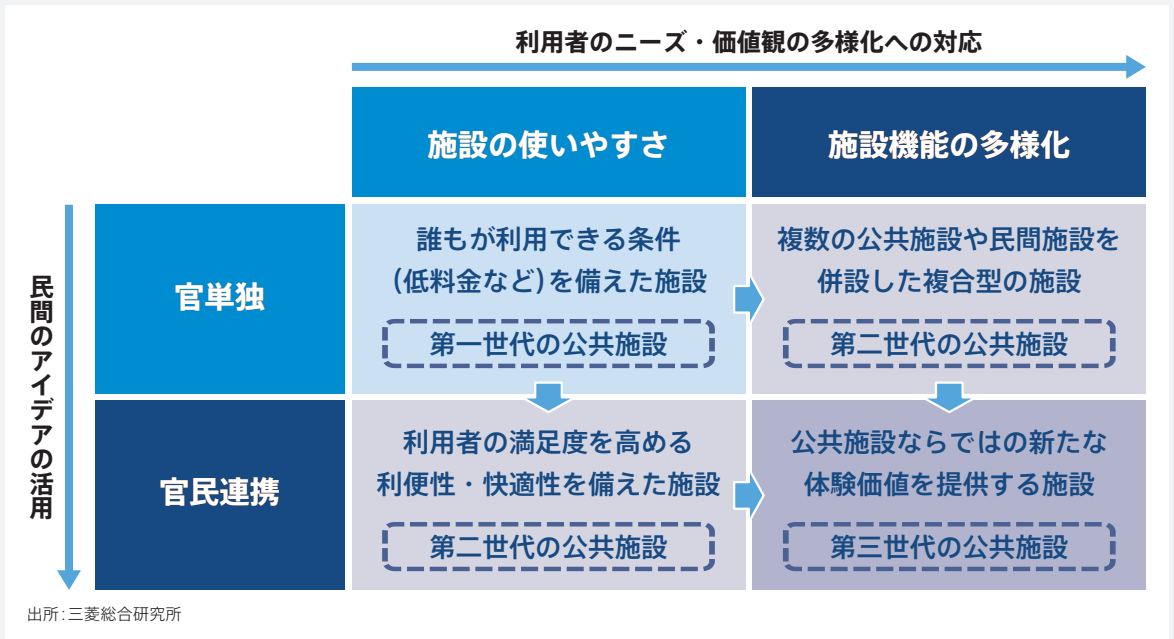 利用者のニーズ・価値観の多様化への対応
施設の使いやすさ
施設機能の多様化
民間のアイデアの活用
官単独
誰もが利用できる条件
(低料金など)を備えた施設
第一世代の公共施設
複数の公共施設や民間施設を
併設した複合型の施設
第二世代の公共施設
官民連携
利用者の満足度を高める
利便性・快適性を備えた施設
第二世代の公共施設
公共施設ならではの新たな
体験価値を提供する施設
第三世代の公共施設
出所:三菱総合研究所